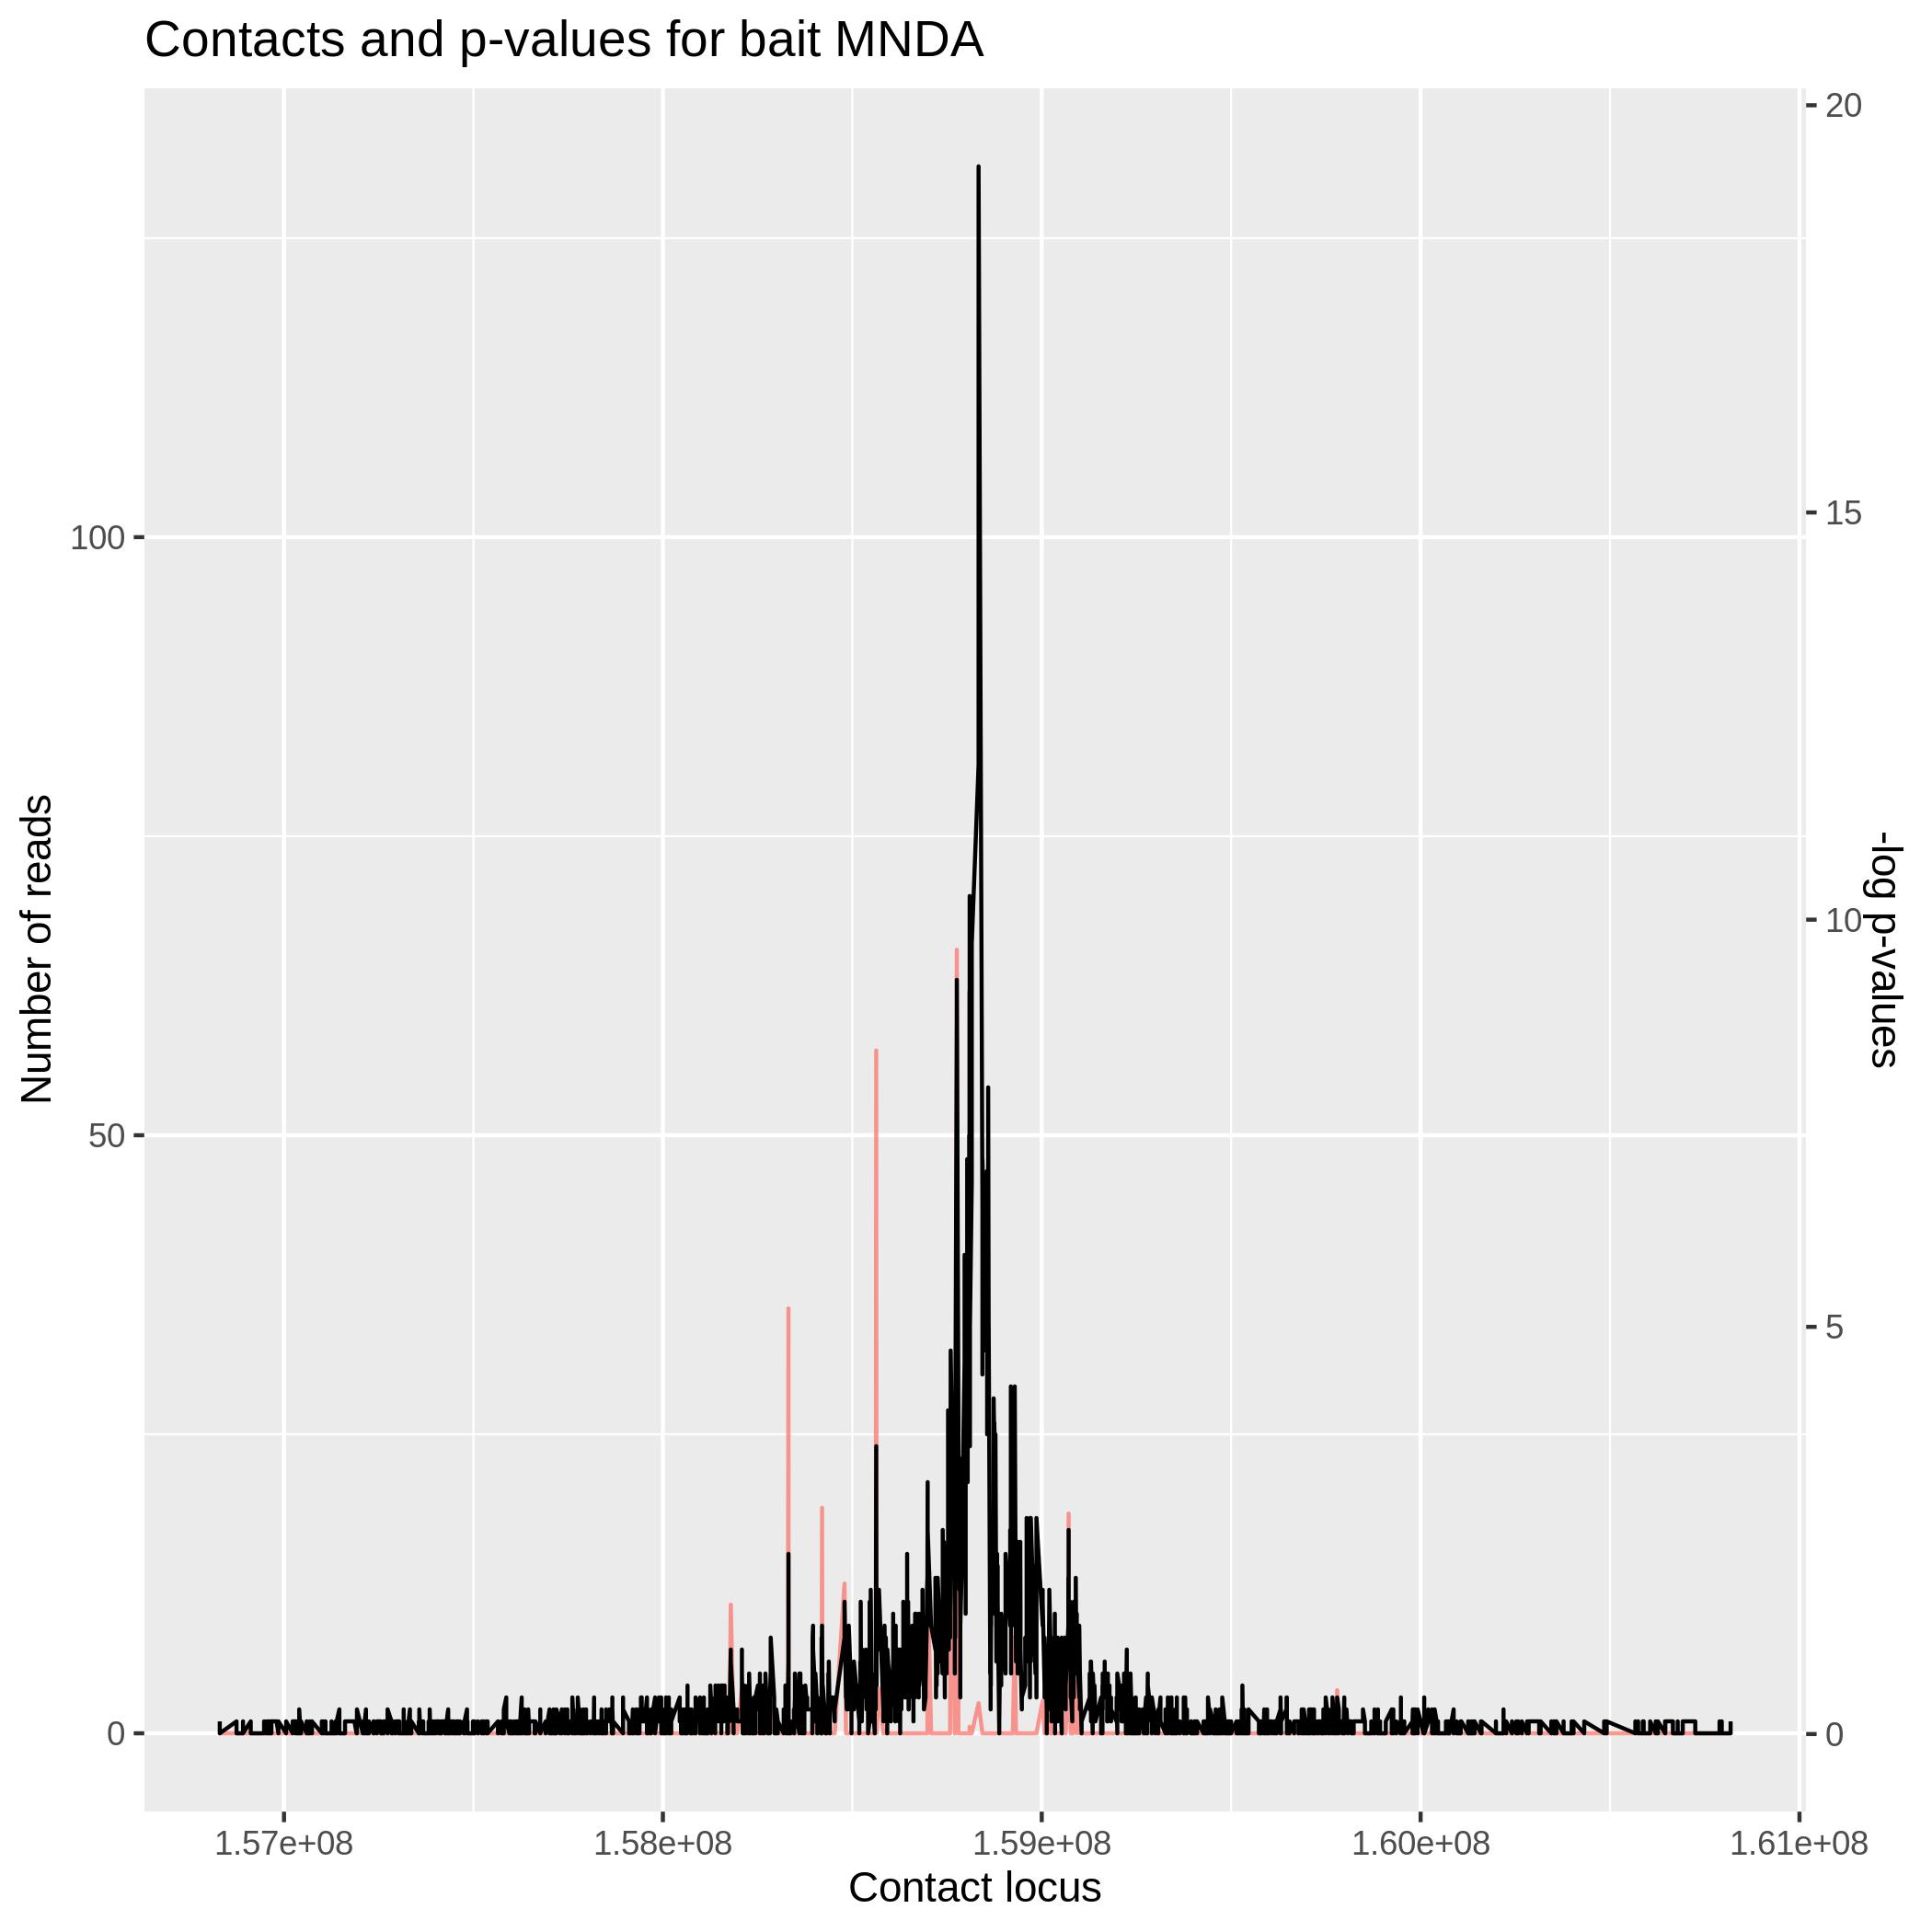 Contacts and p-values for bait MNDA
Number of reads
100
50
0
20
15
10
5
0
-log p-values
1.57e+08 1.58e+08 1.59e+08 1.60e+08 1.61e+08
Contact locus